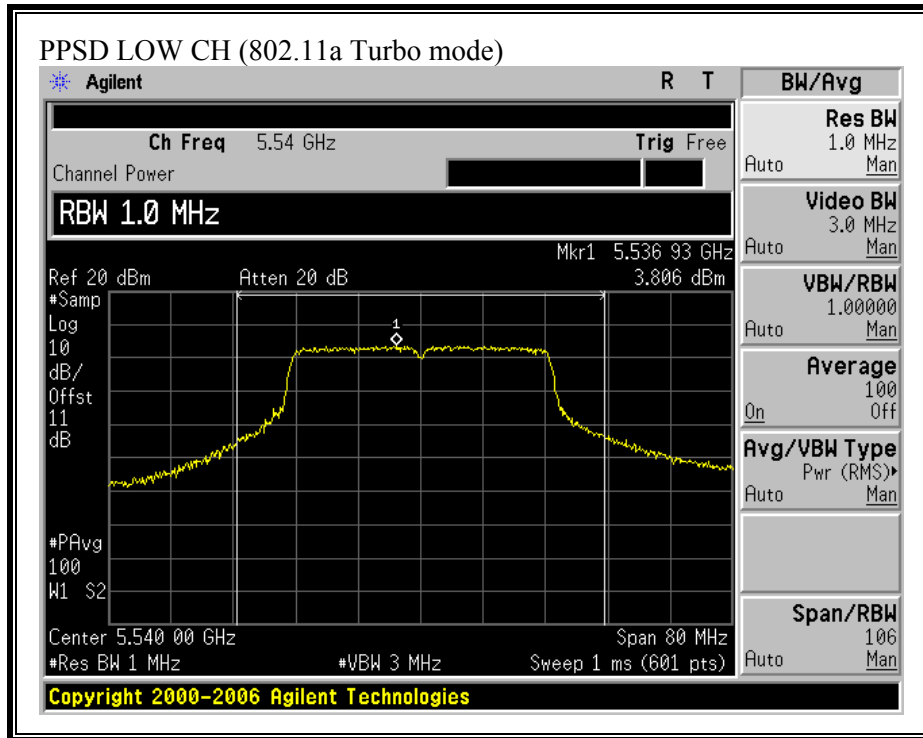 PPSD LOW CH (802.11a Turbo mode)
Agilent R T BW/Avg
Ch Freq 5.54 GHz Trig Free
Channel Power
RBW 1.0 MHz
Mkr1 5.536 93 GHz
Ref 20 dBm Atten 20 dB 3.806 dBm
#Samp
Log
10
dB/
Offst
11
dB
1
#PAvg
100
W1 S2
Center 5.540 00 GHz Span 80 MHz
#Res BW 1 MHz #VBW 3 MHz Sweep 1 ms (601 pts)
Copyright 2000-2006 Agilent Technologies
Res BW
1.0 MHz
Auto Man
Video BW
3.0 MHz
Auto Man
VBW/RBW
1.00000
Auto Man
Average
100
On Off
Avg/VBW Type
Pwr (RMS)▸
Auto Man
Span/RBW
106
Auto Man